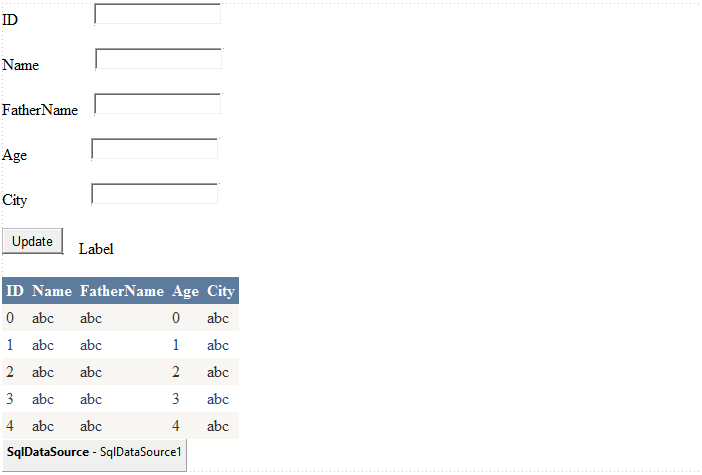 ID
Name
FatherName
Age
City
Update Label
ID Name FatherName Age City
0 abc abc 0 abc
1 abc abc 1 abc
2 abc abc 2 abc
3 abc abc 3 abc
4 abc abc 4 abc
SqlDataSource - SqlDataSource1